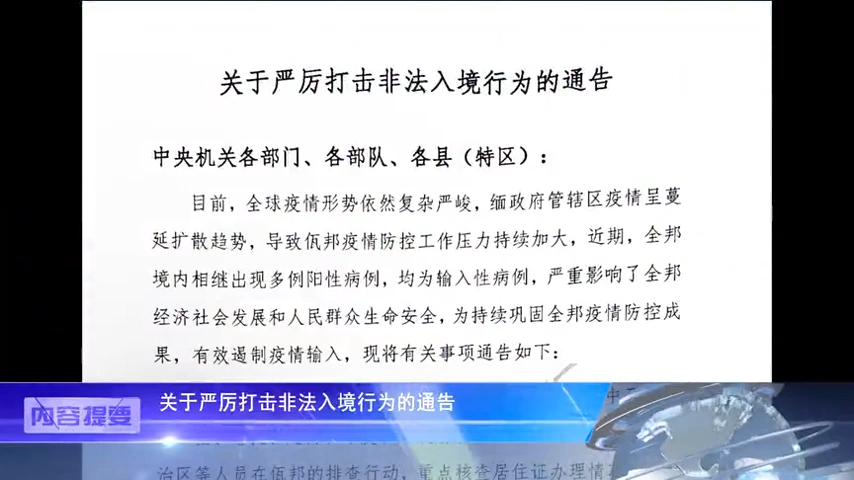 关于严厉打击非法入境行为的通告
中央机关各部门、各部队、各县（特区）：
目前，全球疫情形势依然复杂严峻，缅政府管辖区疫情呈蔓
延扩散趋势，导致佤邦疫情防控工作压力持续加大，近期，全邦
境内相继出现多例阳性病例，均为输入性病例，严重影响了全邦
经济社会发展和人民群众生命安全，为持续巩固全邦疫情防控成
果，有效遏制疫情输入，现将有关事项通告如下：
内容提要
关于严厉打击非法入境行为的通告
治区等人员在佤邦的排查行动，重点核查居住证办理情